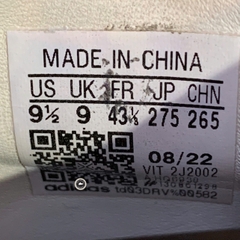 MADE IN CHINA
US UK FR JP CHN
9½ 9 43⅓ 275 265
08/22
VIT 2J2002
adidas